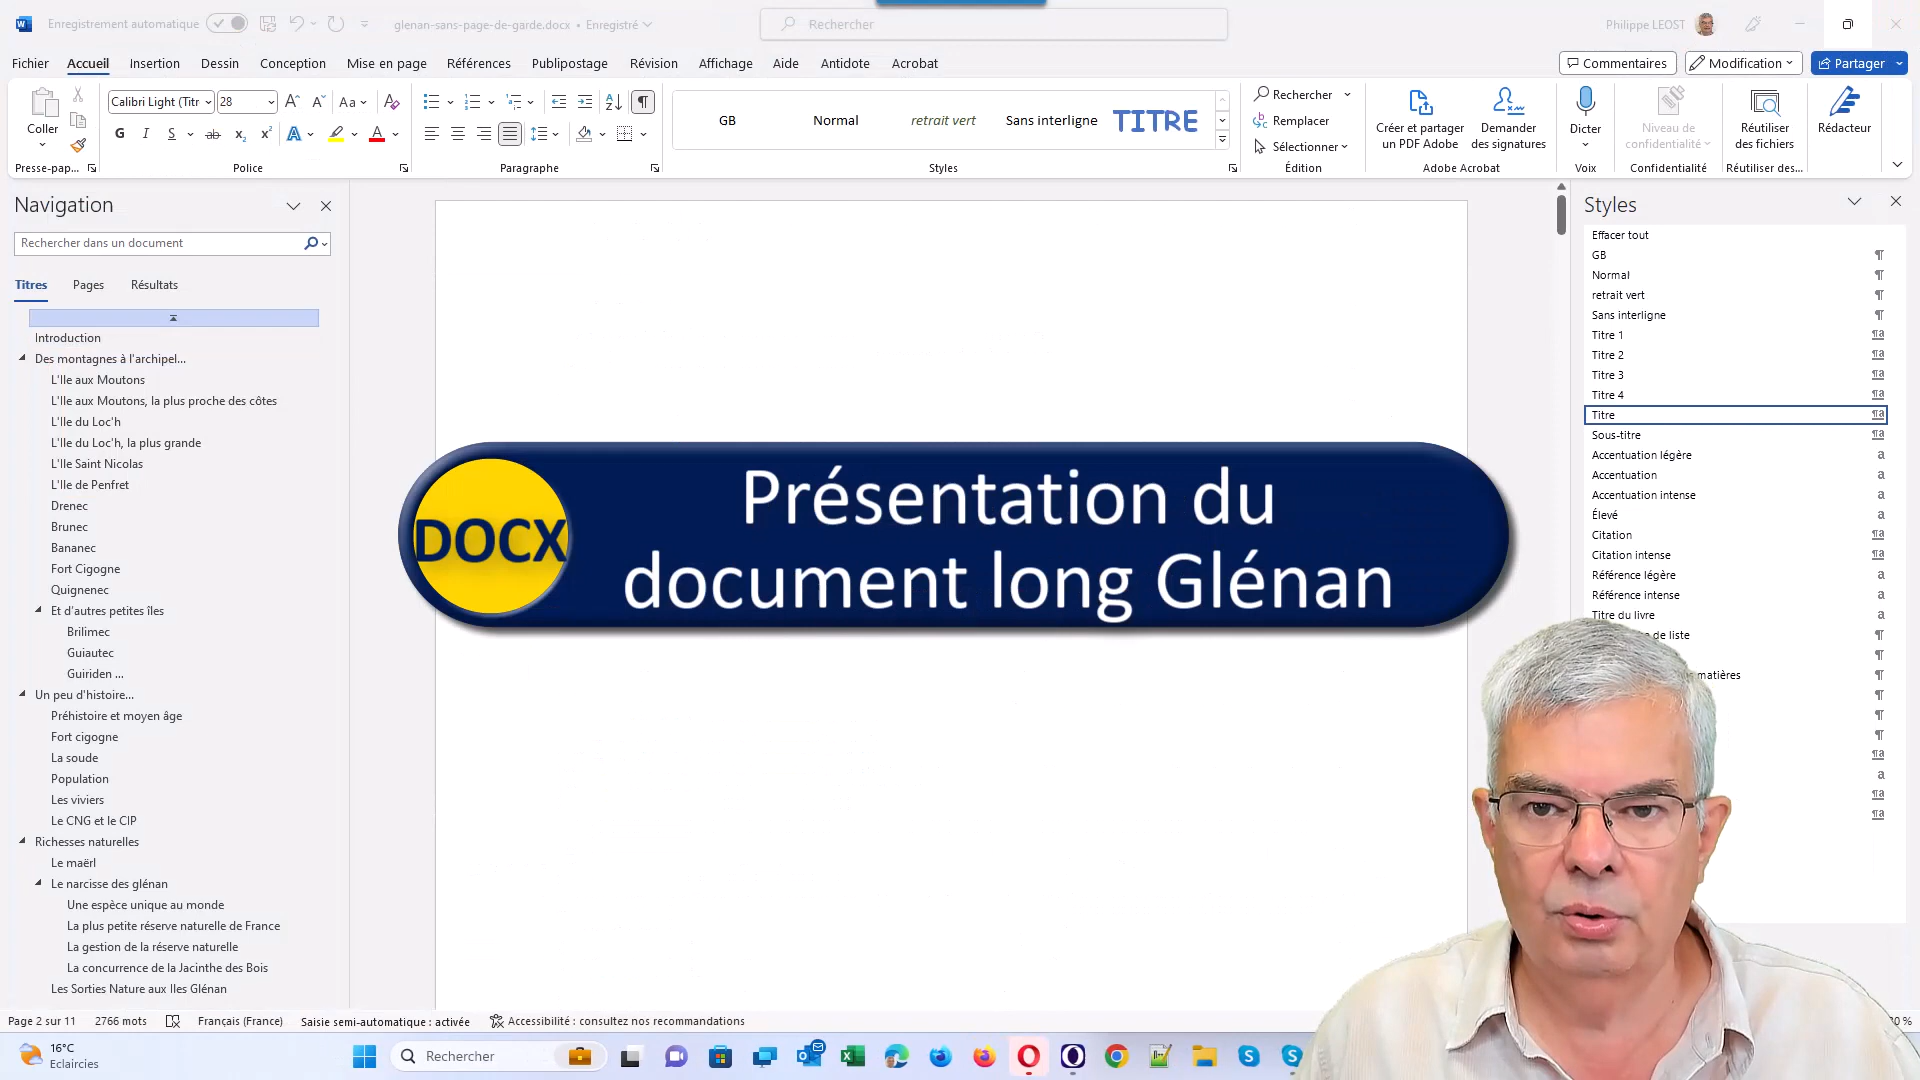 Enregistrement automatique
glenan-sans-page-de-garde.docx • Enregistré
Rechercher
Philippe LEOST
Fichier
Accueil
Insertion
Dessin
Conception
Mise en page
Références
Publipostage
Révision
Affichage
Aide
Antidote
Acrobat
Commentaires
Modification
Partager
Coller
Presse-pap...
Calibri Light (Titr
28
Aa
G I S ab x₂ x² A A
Police
Paragraphe
GB
Normal
retrait vert
Sans interligne
TITRE
Styles
Rechercher
Remplacer
Sélectionner
Édition
Créer et partager
un PDF Adobe
Demander
des signatures
Adobe Acrobat
Dicter
Voix
Niveau de
confidentialité
Confidentialité
Réutiliser
des fichiers
Réutiliser des...
Rédacteur
Navigation
Rechercher dans un document
Titres
Pages
Résultats
Introduction
Des montagnes à l'archipel...
L'Ile aux Moutons
L'Ile aux Moutons, la plus proche des côtes
L'Ile du Loc'h
L'Ile du Loc'h, la plus grande
L'Ile Saint Nicolas
L'Ile de Penfret
Drenec
Brunec
Bananec
Fort Cigogne
Quignenec
Et d'autres petites îles
Brilimec
Guiautec
Guiriden ...
Un peu d'histoire...
Préhistoire et moyen âge
Fort cigogne
La soude
Population
Les viviers
Le CNG et le CIP
Richesses naturelles
Le maërl
Le narcisse des glénan
Une espèce unique au monde
La plus petite réserve naturelle de France
La gestion de la réserve naturelle
La concurrence de la Jacinthe des Bois
Les Sorties Nature aux Iles Glénan
DOCX
Présentation du
document long Glénan
Styles
Effacer tout
GB
Normal
retrait vert
Sans interligne
Titre 1
Titre 2
Titre 3
Titre 4
Titre
Sous-titre
Accentuation légère
Accentuation
Accentuation intense
Élevé
Citation
Citation intense
Référence légère
Référence intense
Titre du livre
de liste
matières
Page 2 sur 11
2766 mots
Français (France)
Saisie semi-automatique : activée
Accessibilité : consultez nos recommandations
16°C
Eclaircies
Rechercher